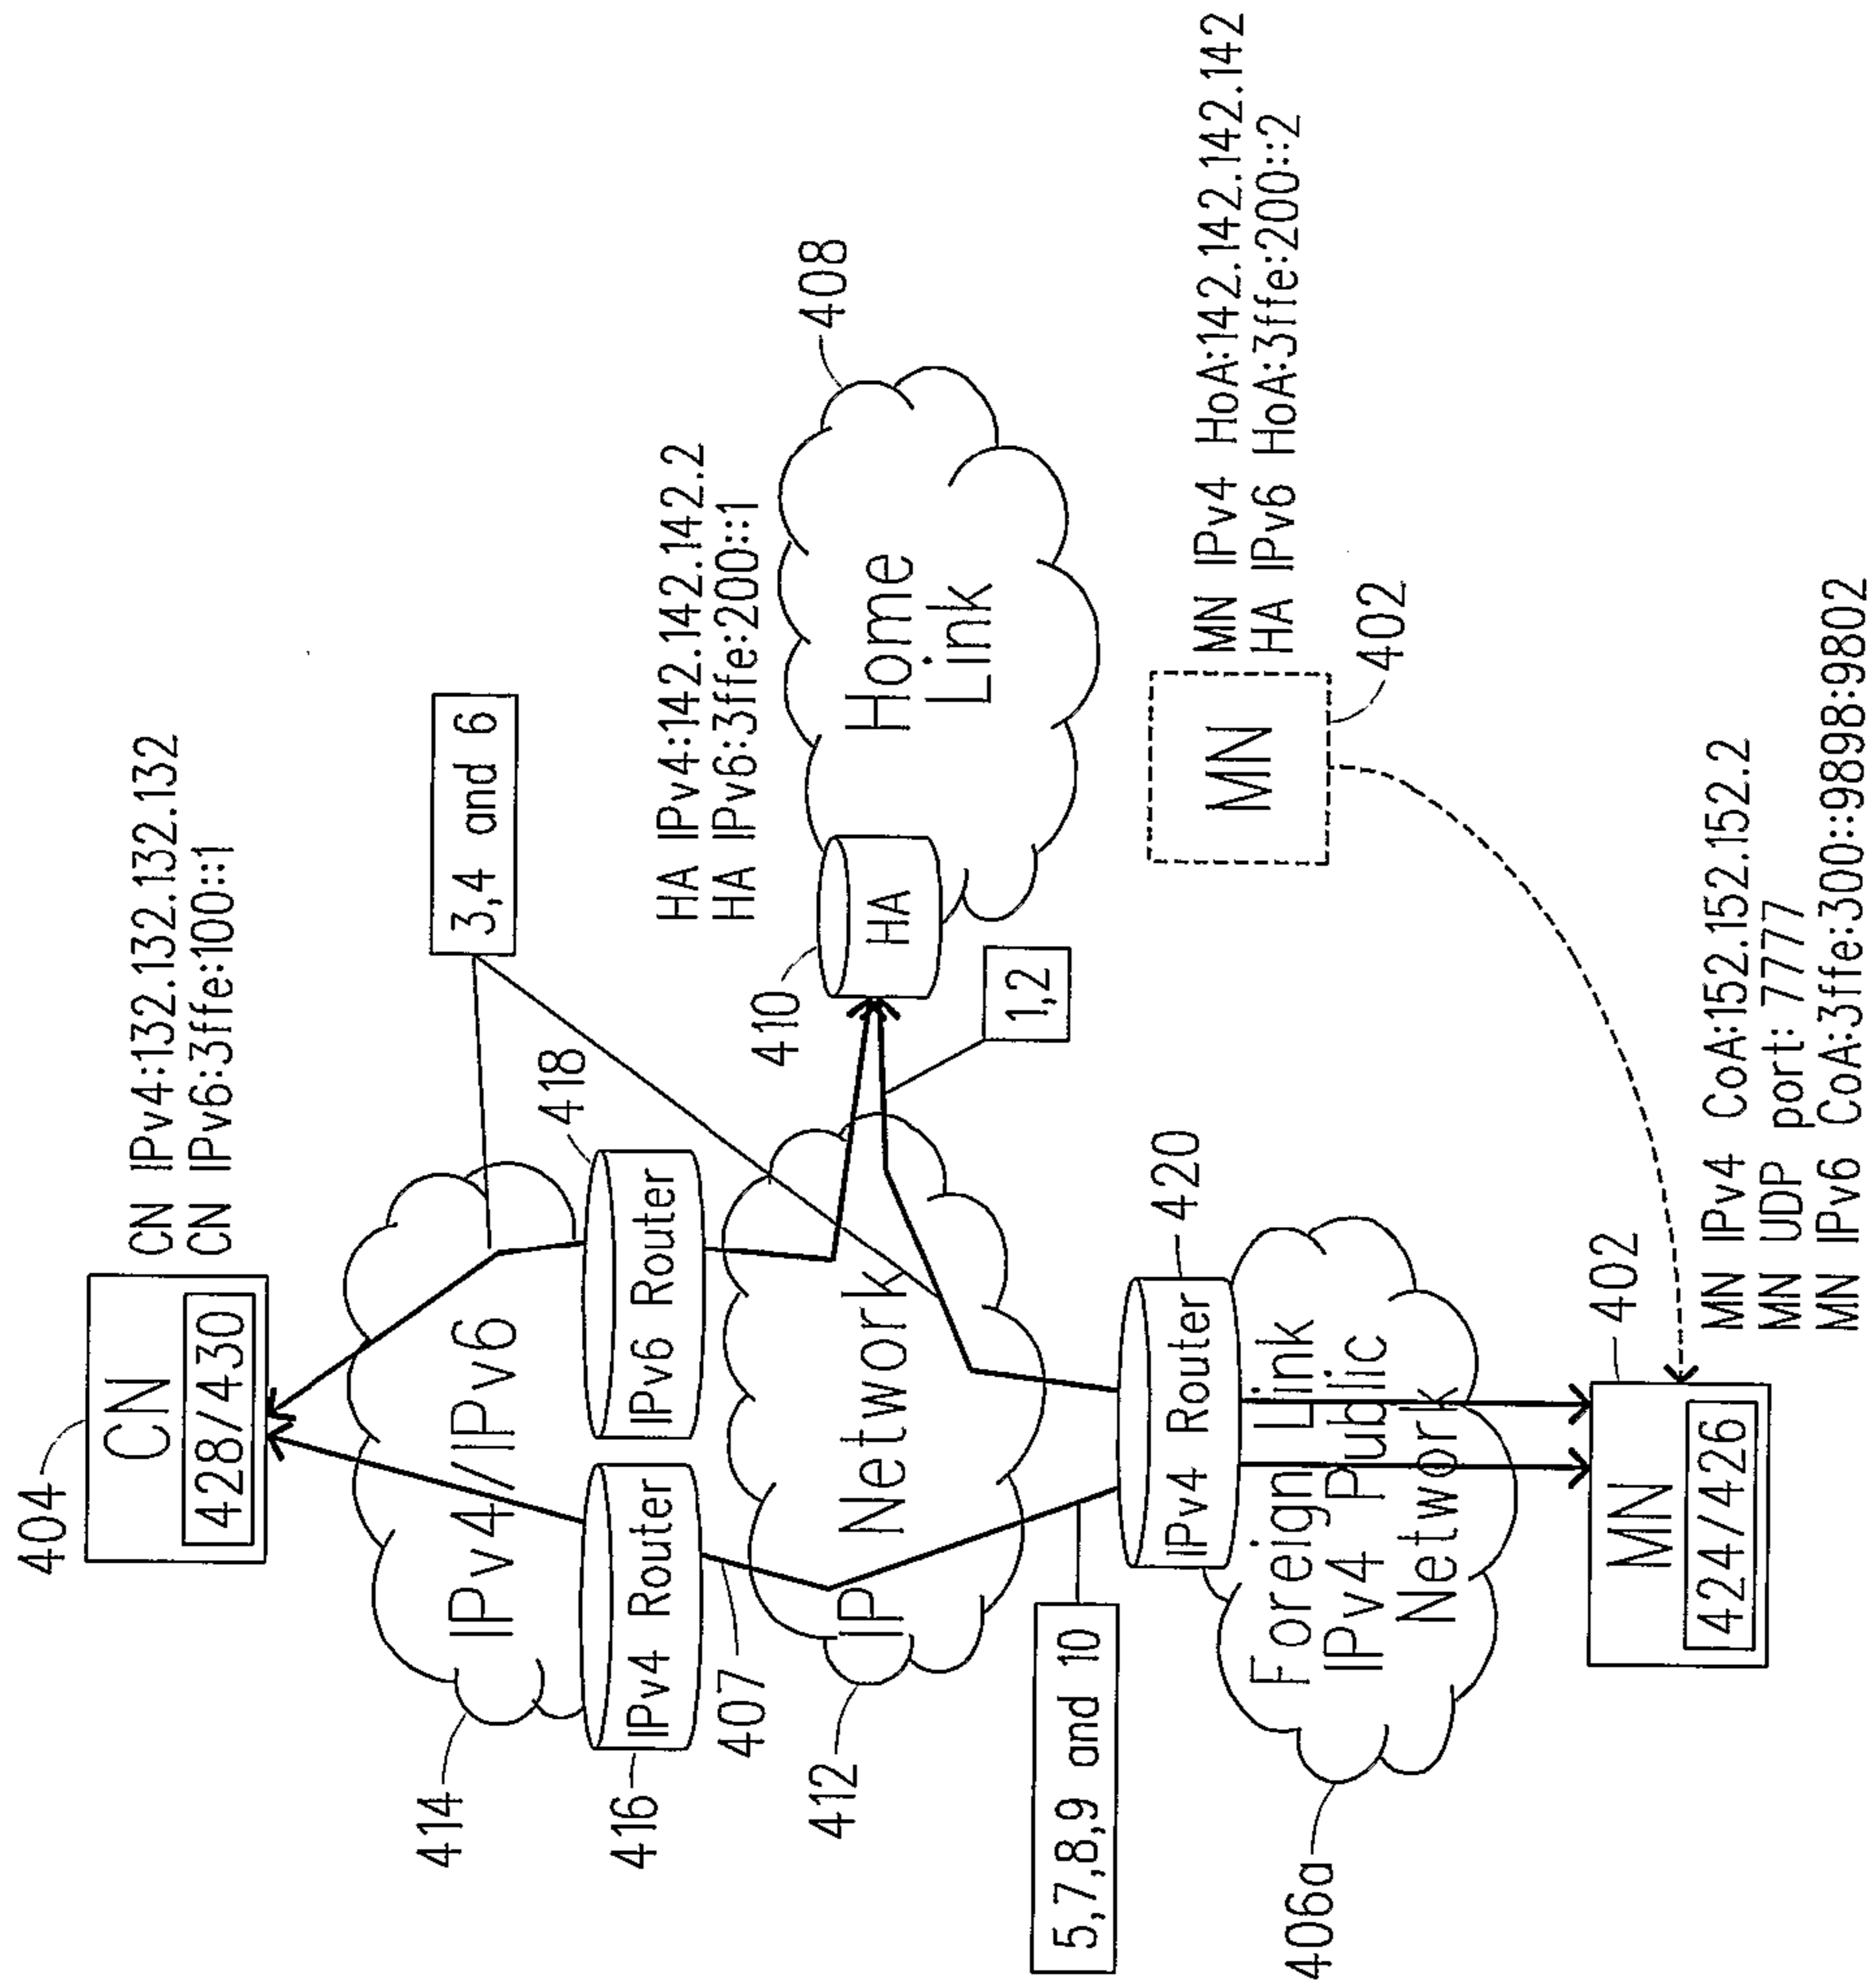 404
CN
428/430
CN IPv4:132.132.132.132
CN IPv6:3ffe:100::1
414
IPv4/IPv6
3,4 and 6
416
IPv4 Router
IPv6 Router
418
407
HA IPv4:142.142.142.2
HA IPv6:3ffe:200::1
410
HA
408
Home
Link
412
IP Network
1,2
5,7,8,9 and 10
IPv4 Router
420
MN
402
MN IPv4 HoA:142.142.142.142
HA IPv6 HoA:3ffe:200::2
406a
Foreign Link
IPv4 Public
Network
MN
424/426
402
MN IPv4 CoA:152.152.152.2
MN UDP port: 7777
MN IPv6 CoA:3ffe:300::9898:9802